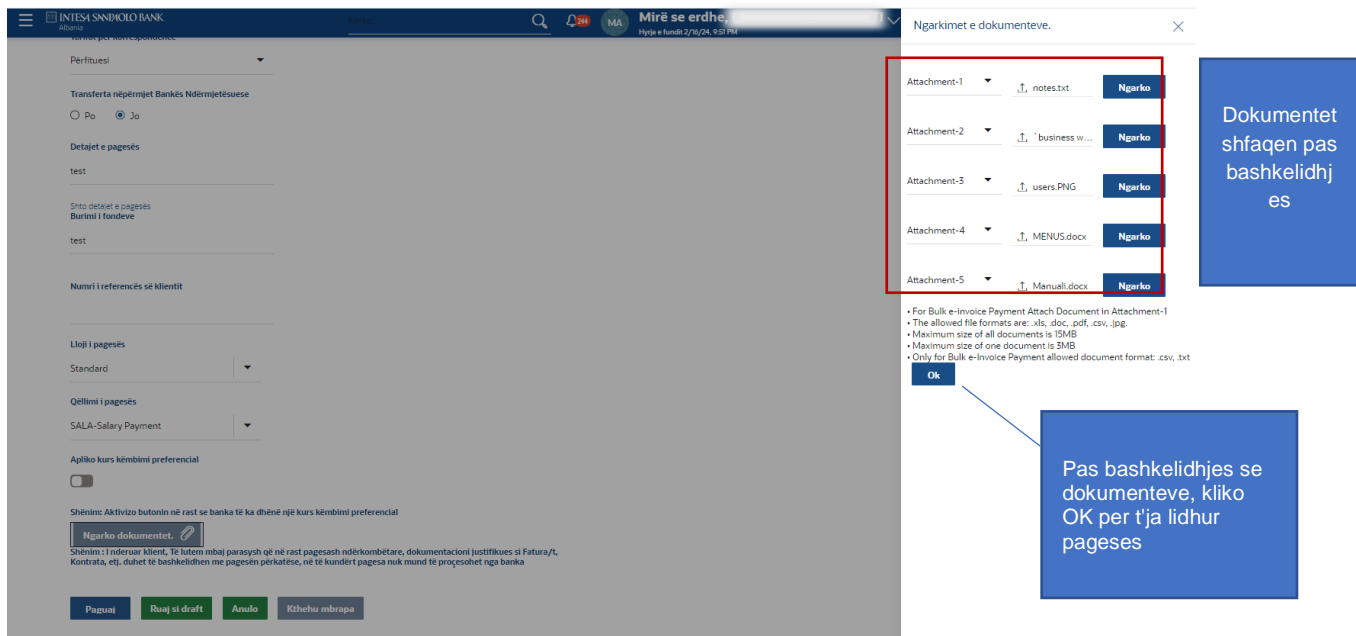 INTESA SANPAOLO BANK
Albania
244
MA
Mirë se erdhe,
Hyrja e fundit 2/16/24, 9:51 PM
Tarifat për korrespondencë
Përfituesi
Transferta nëpërmjet Bankës Ndërmjetësuese
Po Jo
Detajet e pagesës
test
Shto detajet e pagesës
Burimi i fondeve
test
Numri i referencës së klientit
Lloji i pagesës
Standard
Qëllimi i pagesës
SALA-Salary Payment
Apliko kurs këmbimi preferencial
Shënim: Aktivizo butonin në rast se banka të ka dhënë një kurs këmbimi preferencial
Ngarko dokumentet.
Shënim : I nderuar klient, Të lutem mbaj parasysh që në rast pagesash ndërkombëtare, dokumentacioni justifikues si Fatura/t,
Kontrata, etj. duhet të bashkelidhen me pagesën përkatëse, në të kundërt pagesa nuk mund të proçesohet nga banka
Paguaj Ruaj si draft Anulo Kthehu mbrapa
Ngarkimet e dokumenteve.
Attachment-1 notes.txt Ngarko
Attachment-2 `business w... Ngarko
Attachment-3 users.PNG Ngarko
Attachment-4 MENUS.docx Ngarko
Attachment-5 Manuali.docx Ngarko
• For Bulk e-invoice Payment Attach Document in Attachment-1
• The allowed file formats are: .xls, .doc, .pdf, .csv, .jpg.
• Maximum size of all documents is 15MB
• Maximum size of one document is 3MB
• Only for Bulk e-Invoice Payment allowed document format: .csv, .txt
Ok
Dokumentet
shfaqen pas
bashkelidhj
es
Pas bashkelidhjes se
dokumenteve, kliko
OK per t'ja lidhur
pageses